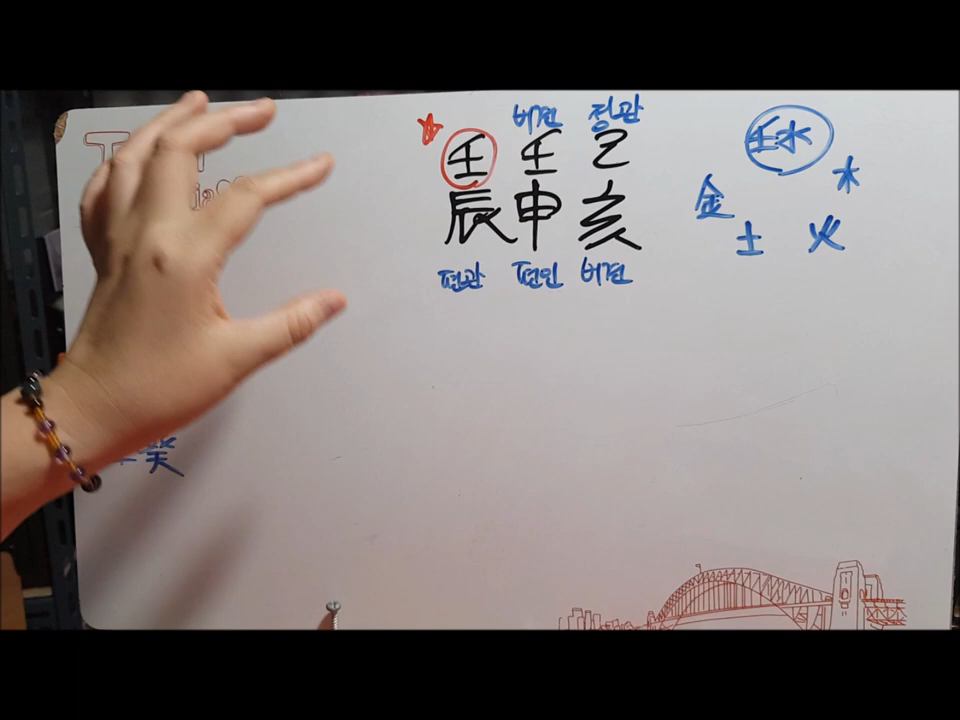 비견 정관
壬 壬 己
辰 申 亥
편관 편인 비견
壬水
金 木
土 火
癸